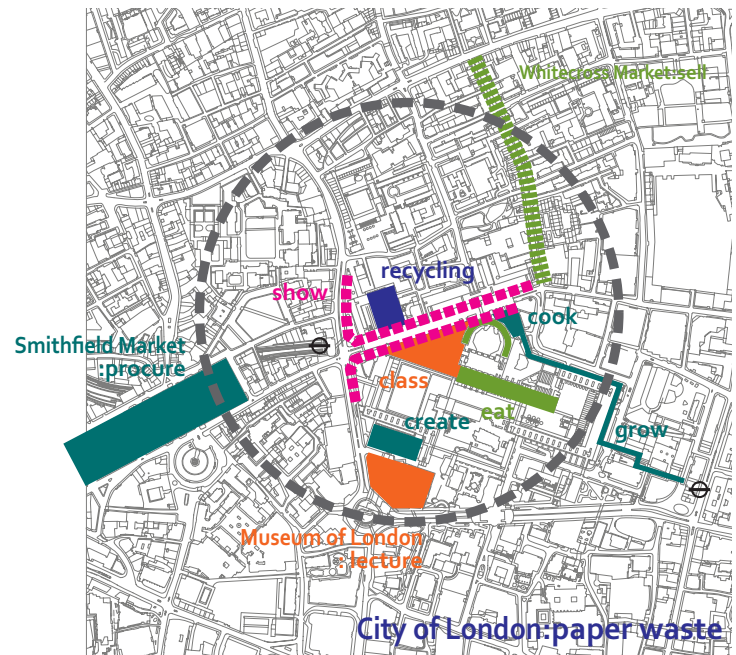 Whitecross Market:sell
recycling
show
cook
Smithfield Market
:procure
class
eat
create
grow
Museum of London
: lecture
City of London:paper waste